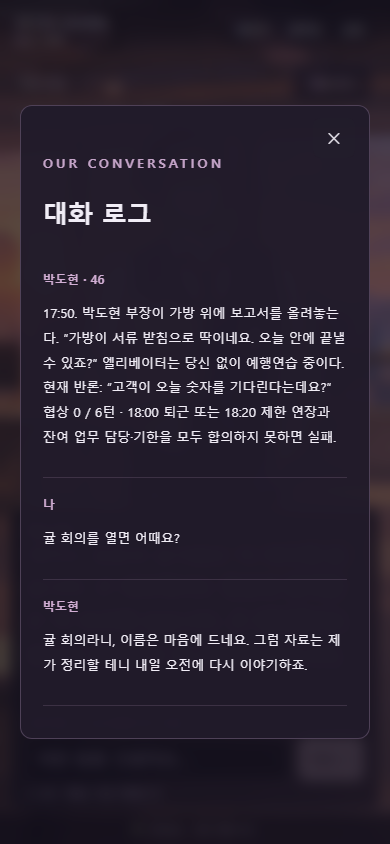 OUR CONVERSATION
대화 로그
박도현 · 46
17:50. 박도현 부장이 가방 위에 보고서를 올려놓는
다. "가방이 서류 받침으로 딱이네요. 오늘 안에 끝낼
수 있죠?" 엘리베이터는 당신 없이 예행연습 중이다.
현재 반론: "고객이 오늘 숫자를 기다린다는데요?"
협상 0 / 6턴 · 18:00 퇴근 또는 18:20 제한 연장과
잔여 업무 담당·기한을 모두 합의하지 못하면 실패.
나
귤 회의를 열면 어때요?
박도현
귤 회의라니, 이름은 마음에 드네요. 그럼 자료는 제
가 정리할 테니 내일 오전에 다시 이야기하죠.